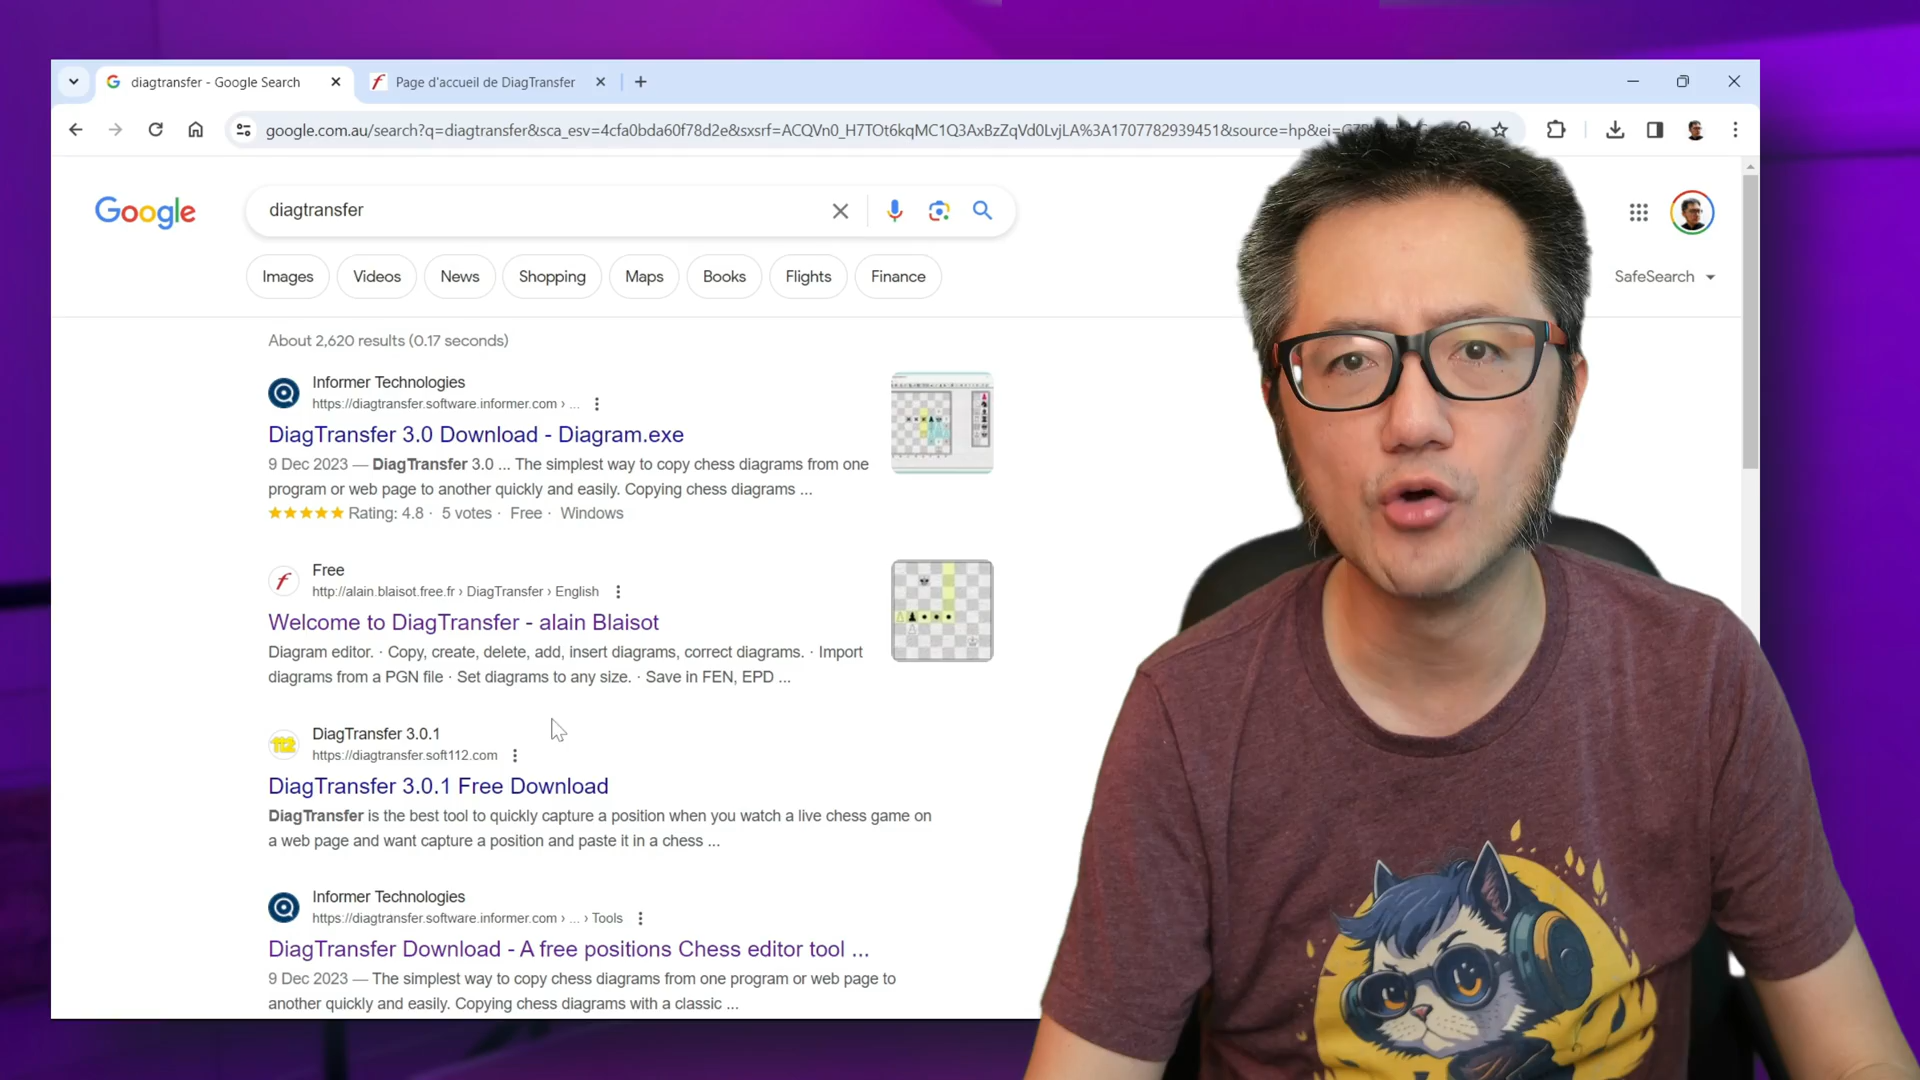 diagtransfer - Google Search
Page d'accueil de DiagTransfer
google.com.au/search?q=diagtransfer&sca_esv=4cfa0bda60f78d2e&sxsrf=ACQVn0_H7TOt6kqMC1Q3AxBzZqVd0LvjLA%3A1707782939451&source=hp&ei=
Google
diagtransfer
Images
Videos
News
Shopping
Maps
Books
Flights
Finance
SafeSearch
About 2,620 results (0.17 seconds)
Informer Technologies
https://diagtransfer.software.informer.com › ...
DiagTransfer 3.0 Download - Diagram.exe
9 Dec 2023 — DiagTransfer 3.0 ... The simplest way to copy chess diagrams from one
program or web page to another quickly and easily. Copying chess diagrams ...
Rating: 4.8 · 5 votes · Free · Windows
Free
http://alain.blaisot.free.fr › DiagTransfer › English
Welcome to DiagTransfer - alain Blaisot
Diagram editor. · Copy, create, delete, add, insert diagrams, correct diagrams. · Import
diagrams from a PGN file · Set diagrams to any size. · Save in FEN, EPD ...
112
DiagTransfer 3.0.1
https://diagtransfer.soft112.com
DiagTransfer 3.0.1 Free Download
DiagTransfer is the best tool to quickly capture a position when you watch a live chess game on
a web page and want capture a position and paste it in a chess ...
Informer Technologies
https://diagtransfer.software.informer.com › ... › Tools
DiagTransfer Download - A free positions Chess editor tool ...
9 Dec 2023 — The simplest way to copy chess diagrams from one program or web page to
another quickly and easily. Copying chess diagrams with a classic ...